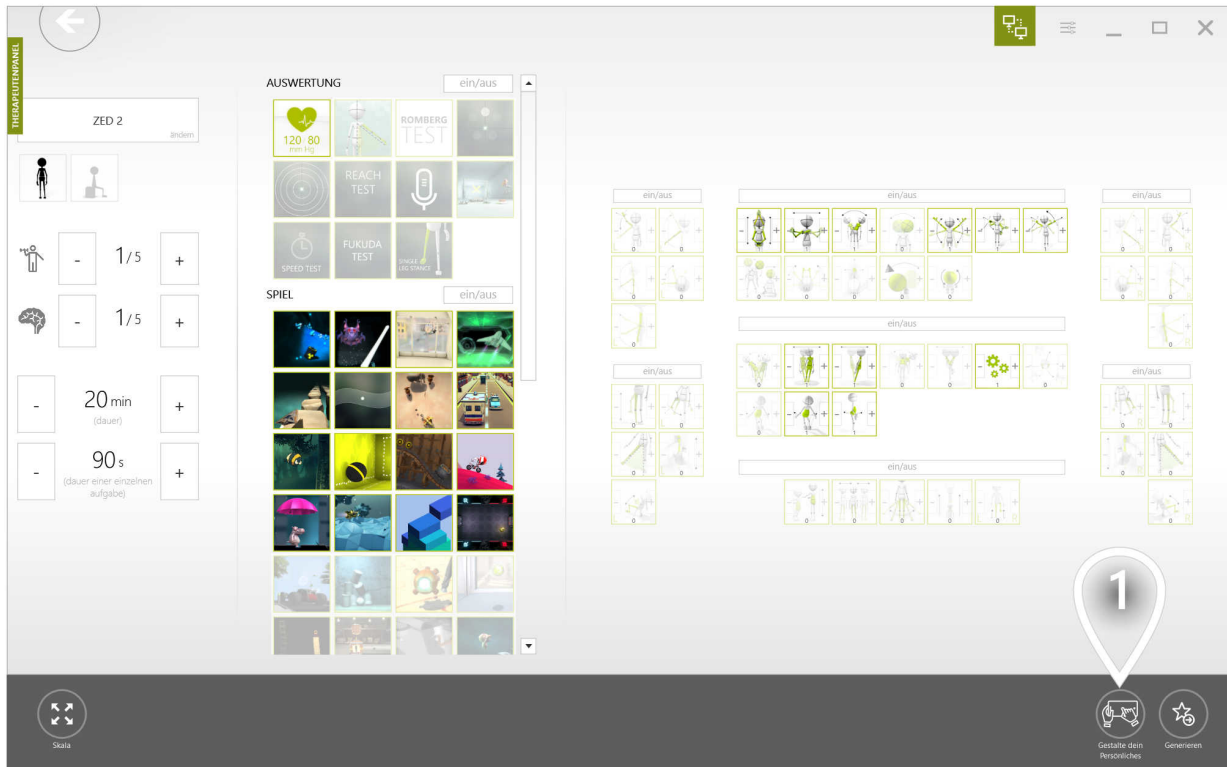 THERAPEUTENPANEL
ZED 2
ändern
- 1/5 +
- 1/5 +
- 20 min +
(dauer)
- 90 s +
(dauer einer einzelnen
aufgabe)
AUSWERTUNG
ein/aus
120 80
mm Hg
ROMBERG
TEST
REACH
TEST
SPEED TEST
FUKUDA
TEST
SINGLE
LEG STANCE
SPIEL
ein/aus
ein/aus
ein/aus
ein/aus
ein/aus
ein/aus
ein/aus
ein/aus
1
Skala
Gestalte dein
Persönliches
Generieren